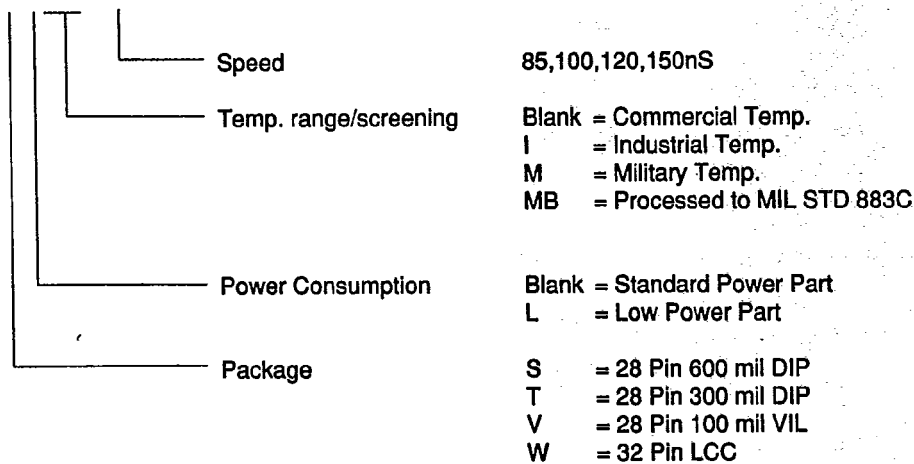 Speed 85,100,120,150nS
Temp. range/screening Blank = Commercial Temp.
I = Industrial Temp.
M = Military Temp.
MB = Processed to MIL STD 883C
Power Consumption Blank = Standard Power Part
L = Low Power Part
Package S = 28 Pin 600 mil DIP
T = 28 Pin 300 mil DIP
V = 28 Pin 100 mil VIL
W = 32 Pin LCC